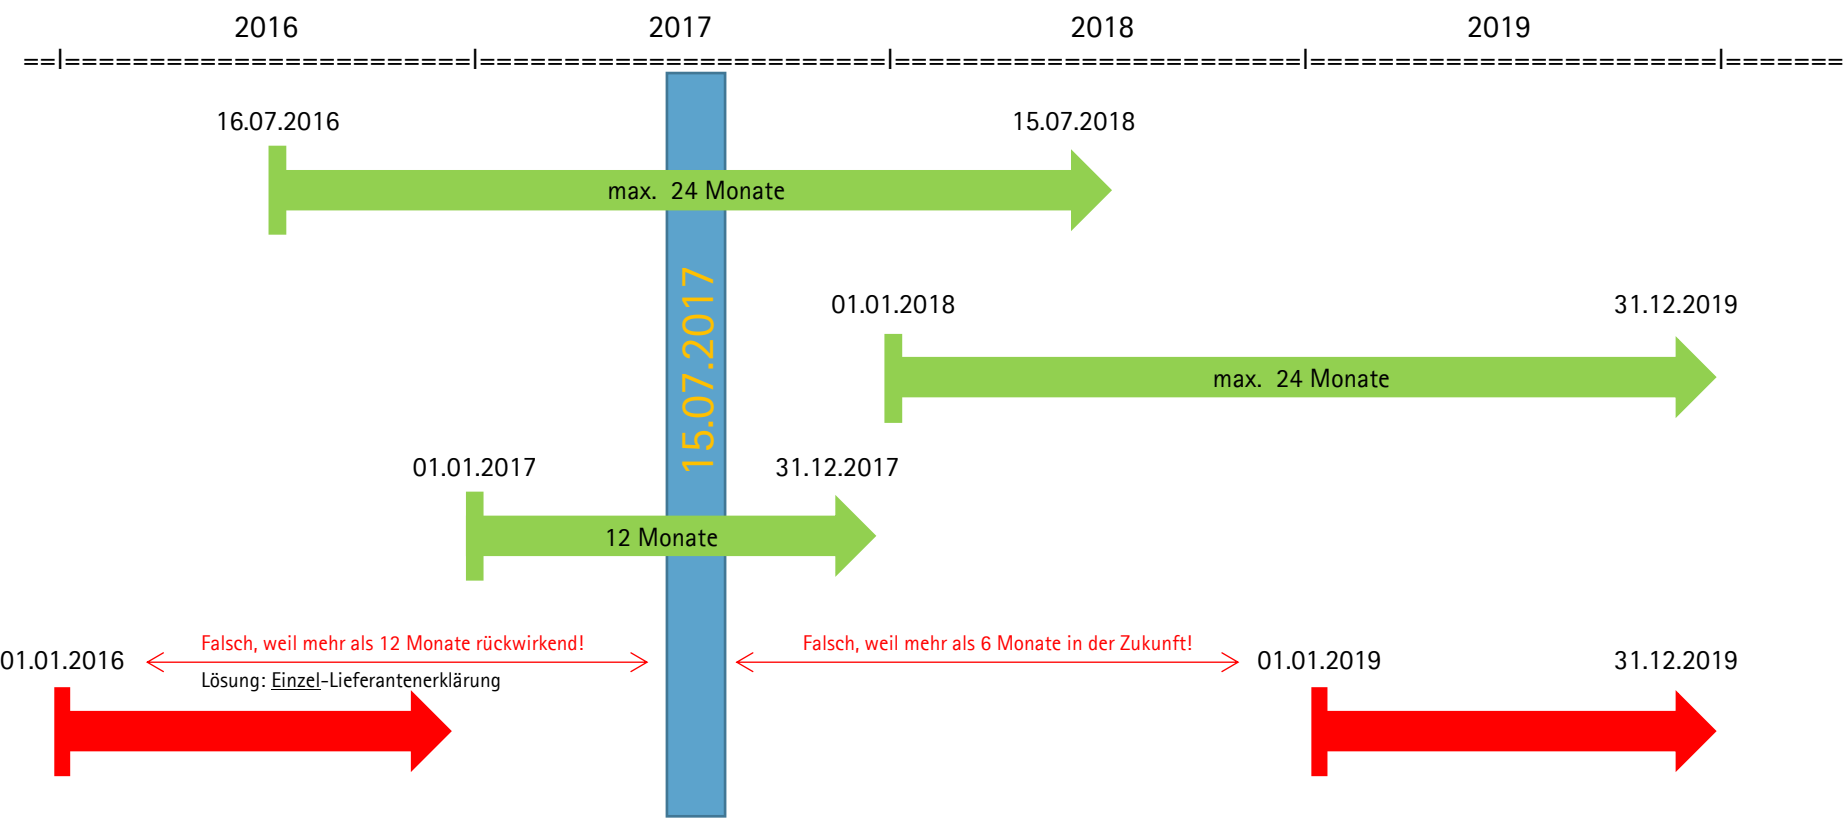 2016 2017 2018 2019
==|========================|========================|========================|========================|=======
16.07.2016 15.07.2018
max. 24 Monate
15.07.2017
01.01.2018 31.12.2019
max. 24 Monate
01.01.2017 31.12.2017
12 Monate
Falsch, weil mehr als 12 Monate rückwirkend! Falsch, weil mehr als 6 Monate in der Zukunft!
01.01.2016 01.01.2019 31.12.2019
Lösung: Einzel-Lieferantenerklärung